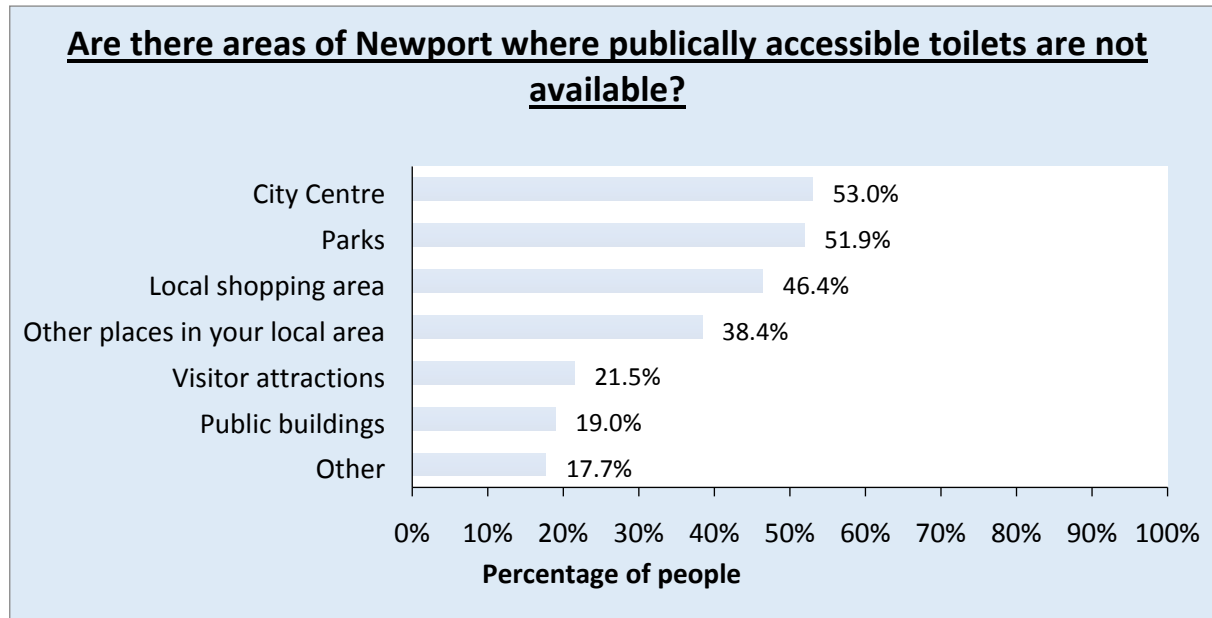 Are there areas of Newport where publically accessible toilets are not
available?
City Centre 53.0%
Parks 51.9%
Local shopping area 46.4%
Other places in your local area 38.4%
Visitor attractions 21.5%
Public buildings 19.0%
Other 17.7%
0% 10% 20% 30% 40% 50% 60% 70% 80% 90% 100%
Percentage of people